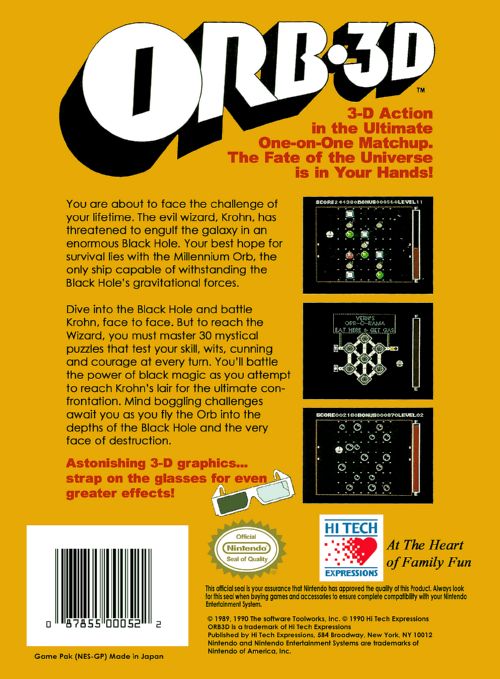 ORB·3D
TM
3-D Action
in the Ultimate
One-on-One Matchup.
The Fate of the Universe
is in Your Hands!
You are about to face the challenge of
your lifetime. The evil wizard, Krohn, has
threatened to engulf the galaxy in an
enormous Black Hole. Your best hope for
survival lies with the Millennium Orb, the
only ship capable of withstanding the
Black Hole's gravitational forces.
Dive into the Black Hole and battle
Krohn, face to face. But to reach the
Wizard, you must master 30 mystical
puzzles that test your skill, wits, cunning
and courage at every turn. You'll battle
the power of black magic as you attempt
to reach Krohn's lair for the ultimate con-
frontation. Mind boggling challenges
await you as you fly the Orb into the
depths of the Black Hole and the very
face of destruction.
Astonishing 3-D graphics...
strap on the glasses for even
greater effects!
LEVEL11
VERN'S
ORB-O-RAMA
EAT HERE & GET GAS
SCORE002180BONUS000870LEVEL02
Official
Nintendo
Seal of Quality
HI TECH
EXPRESSIONS
At The Heart
of Family Fun
This official seal is your assurance that Nintendo has approved the quality of this Product. Always look
for this seal when buying games and accessories to ensure complete compatibility with your Nintendo
Entertainment System.
© 1989, 1990 The software Toolworks, Inc. © 1990 Hi Tech Expressions
ORB3D is a trademark of Hi Tech Expressions
Published by Hi Tech Expressions, 584 Broadway, New York, NY 10012
Nintendo and Nintendo Entertainment Systems are trademarks of
Nintendo of America, Inc.
0 87855 00052 2
Game Pak (NES-GP) Made in Japan